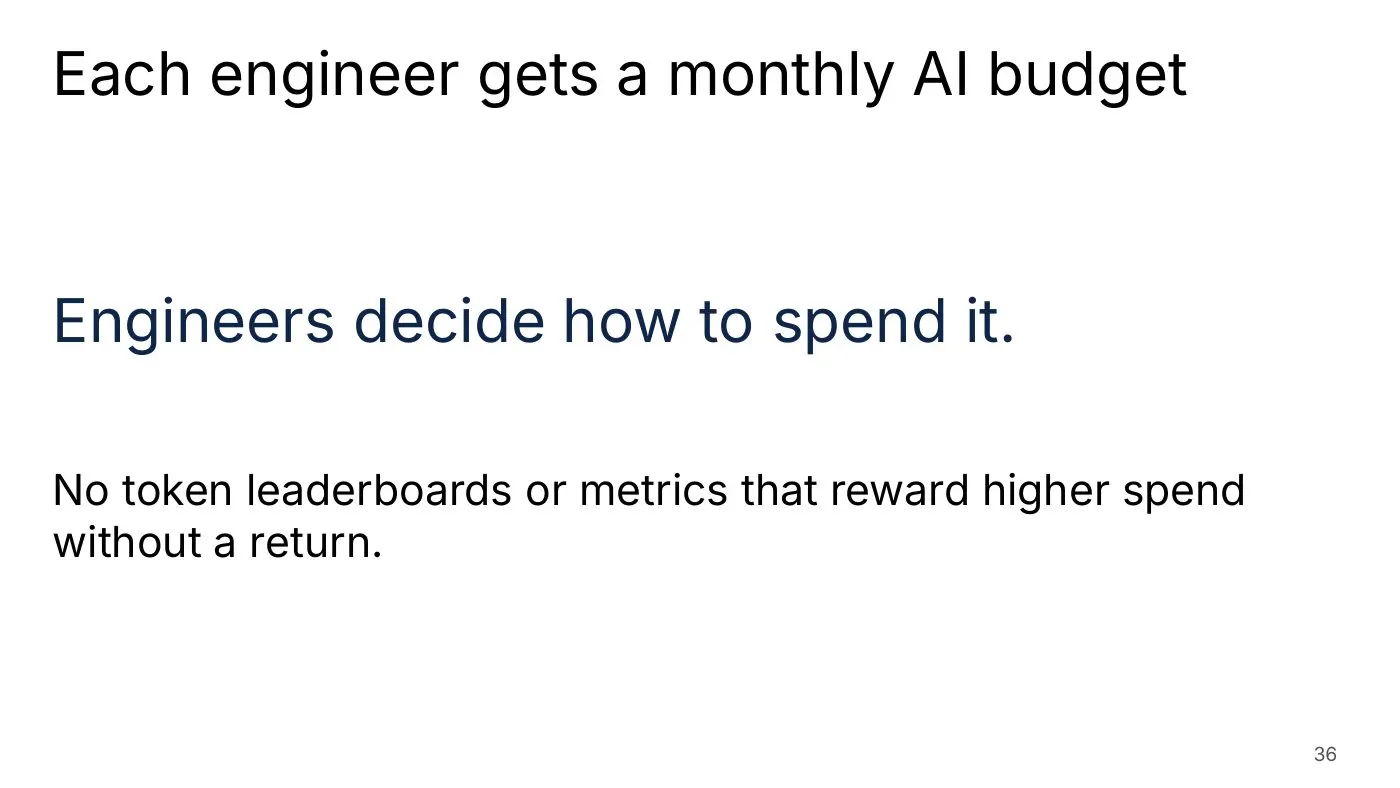 Each engineer gets a monthly AI budget
Engineers decide how to spend it.
No token leaderboards or metrics that reward higher spend
without a return.
36